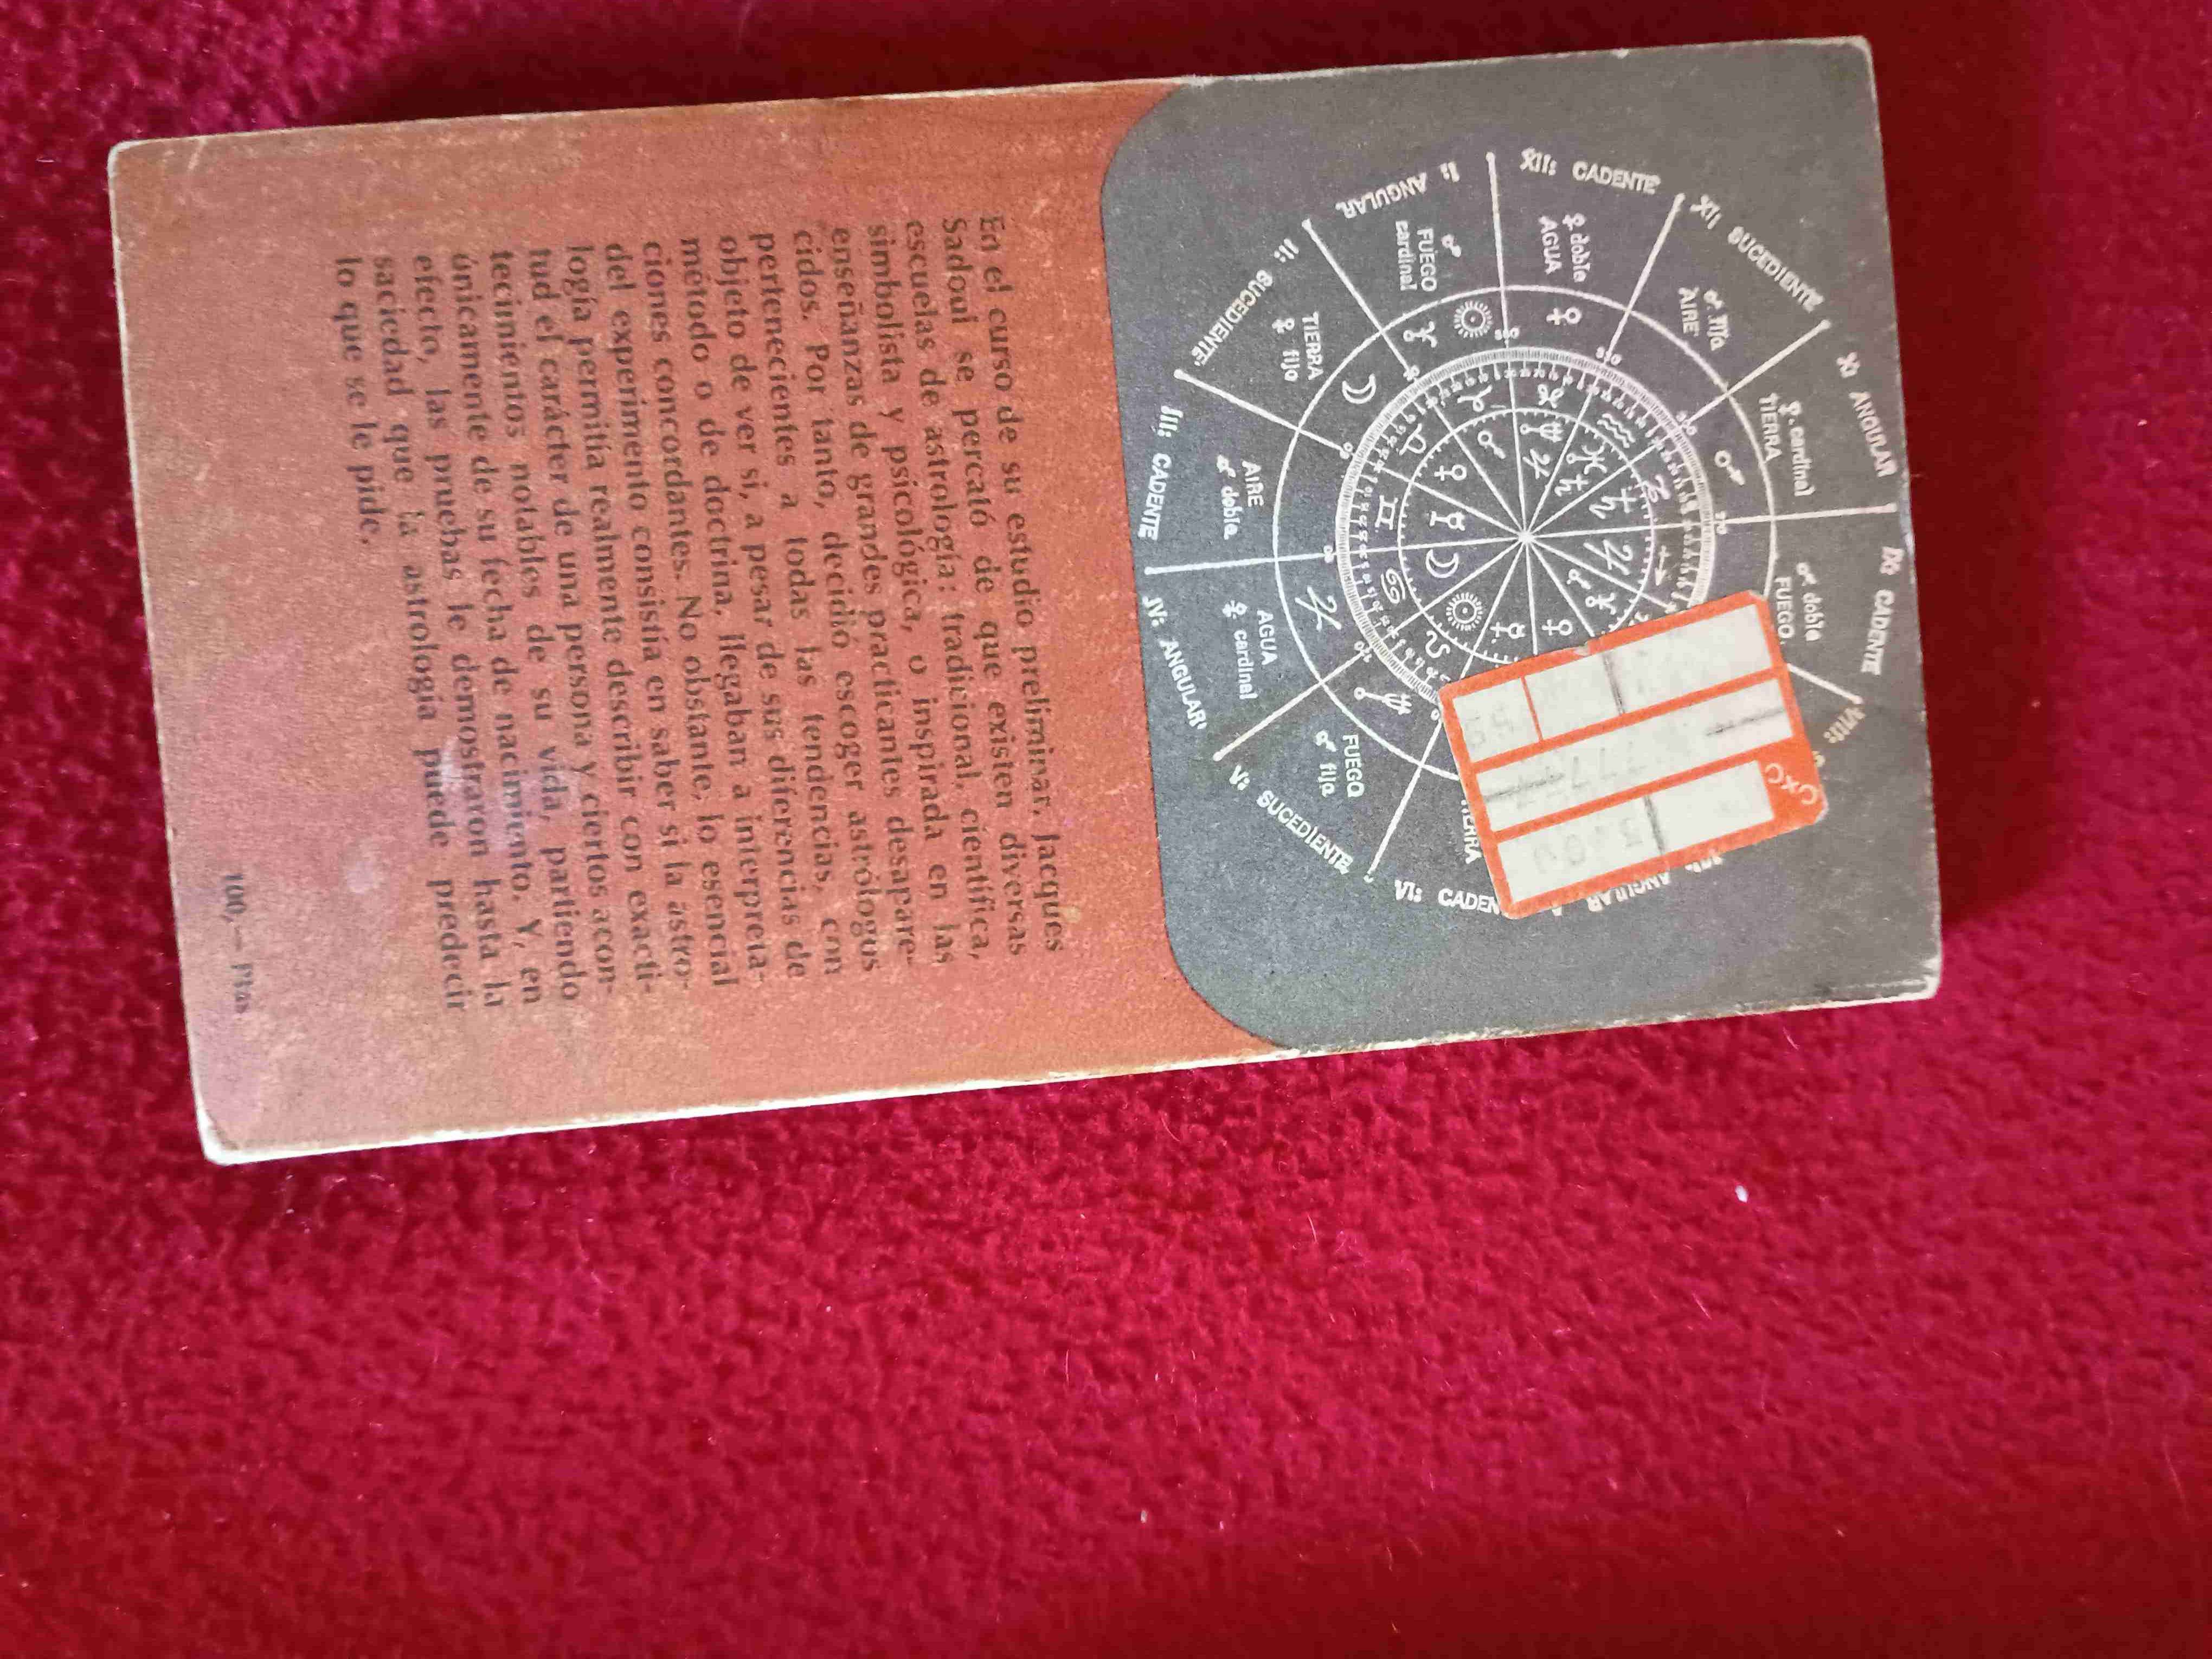 XI: SUCEDIENTE
XI ANGULAR
IX CADENTE
XII: CADENTE
I: ANGULAR
II: SUCEDIENTE
III: CADENTE
IV: ANGULAR
V: SUCEDIENTE
♀ doble
AGUA
AIRE
♀ cardinal
TIERRA
♂ doble
FUEGO
♂
FUEGO
cardinal
TIERRA
♀ fijo
AIRE
♂ doble
AGUA
♀ cardinal
FUEGO
♂ fijo
CxC
En el curso de su estudio preliminar, Jacques
Sadoul se percató de que existen diversas
escuelas de astrología: tradicional, científica,
simbolista y psicológica, o inspirada en las
enseñanzas de grandes practicantes desapare-
cidos. Por tanto, decidió escoger astrólogos
pertenecientes a todas las tendencias, con
objeto de ver si, a pesar de sus diferencias de
método o de doctrina, llegaban a interpreta-
ciones concordantes. No obstante, lo esencial
del experimento consistía en saber si la astro-
logía permitía realmente describir con exacti-
tud el carácter de una persona y ciertos acon-
tecimientos notables de su vida, partiendo
únicamente de su fecha de nacimiento. Y, en
efecto, las pruebas le demostraron hasta la
saciedad que la astrología puede predecir
lo que se le pide.
100,— Ptas.